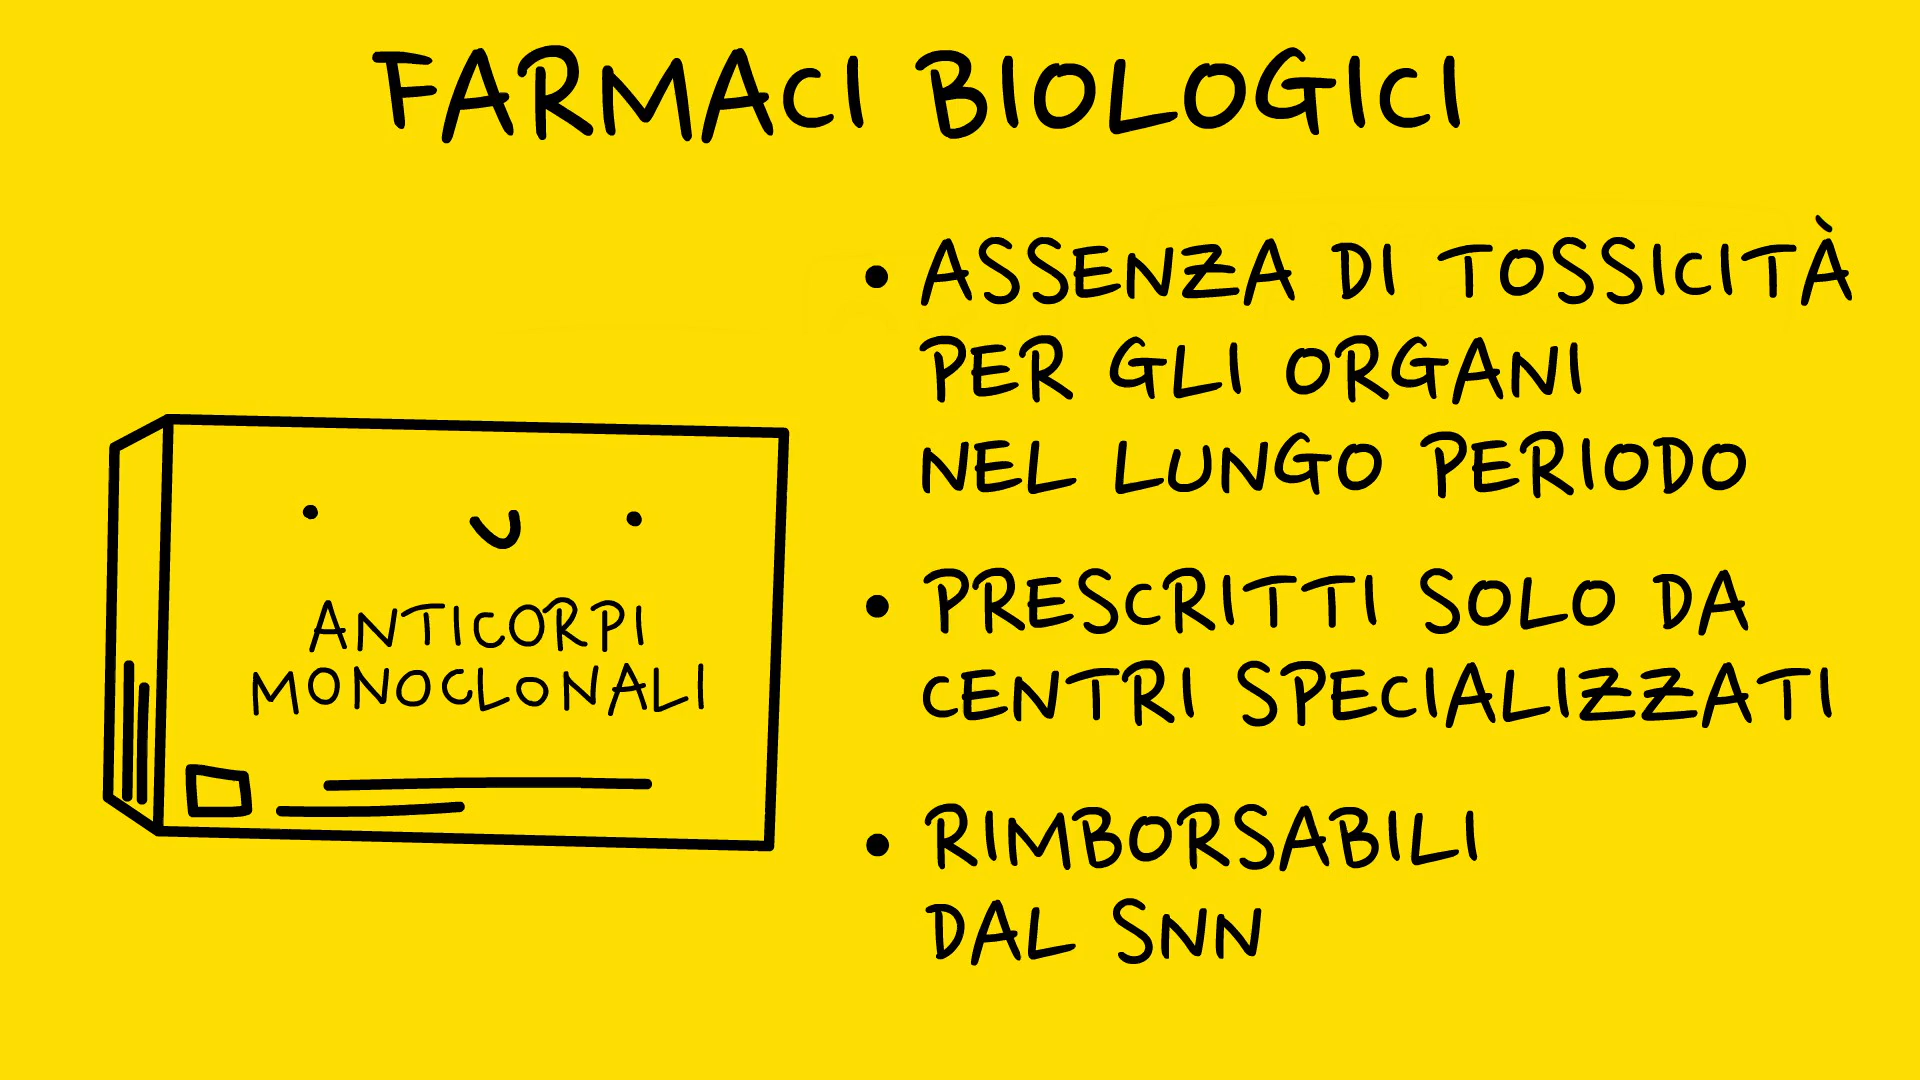 FARMACI BIOLOGICI
• ASSENZA DI TOSSICITÀ
PER GLI ORGANI
NEL LUNGO PERIODO
• PRESCRITTI SOLO DA
CENTRI SPECIALIZZATI
• RIMBORSABILI
DAL SNN
ANTICORPI
MONOCLONALI